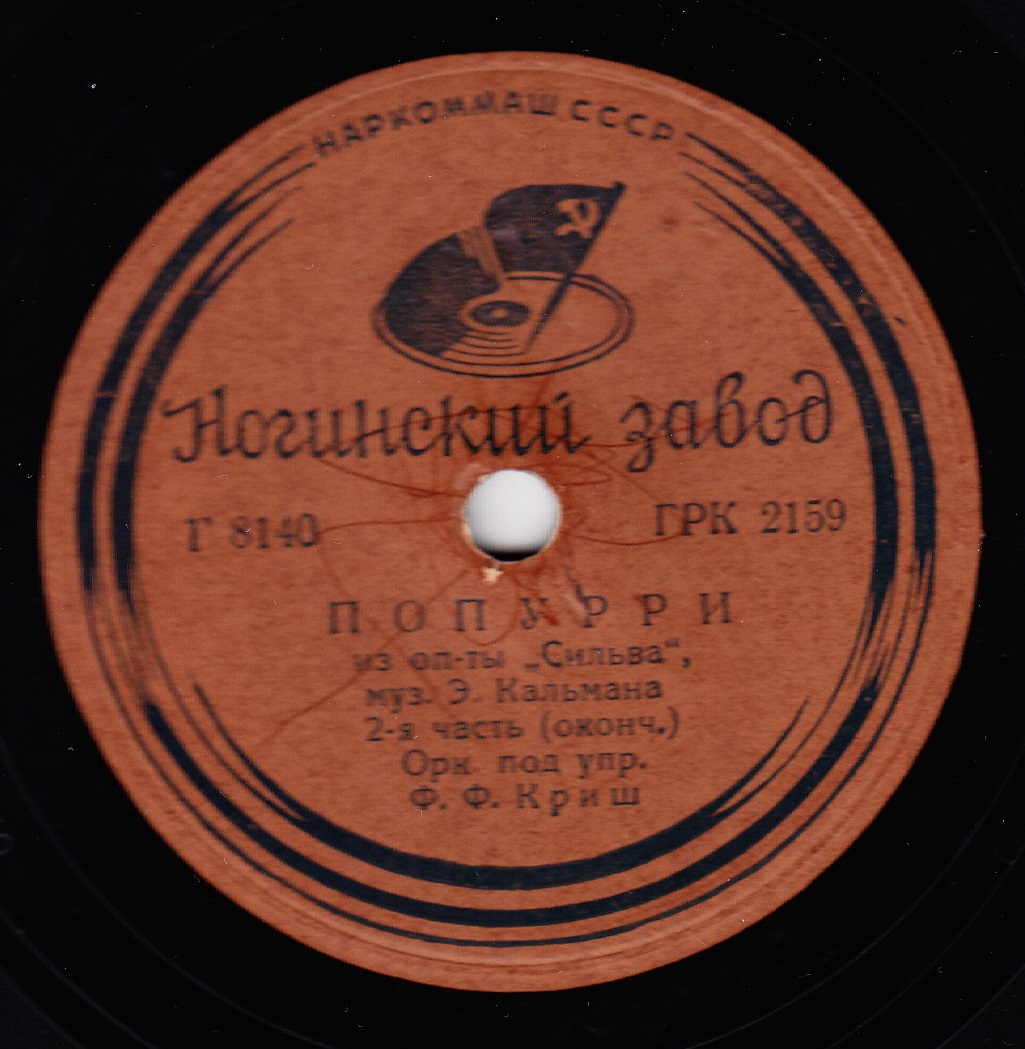 НАРКОММАШ СССР
Ногинский завод
Г 8140 ГРК 2159
ПОПУРРИ
из оп-ты „Сильва“,
муз. Э. Кальмана
2-я часть (оконч.)
Орк. под упр.
Ф. Ф. Криш